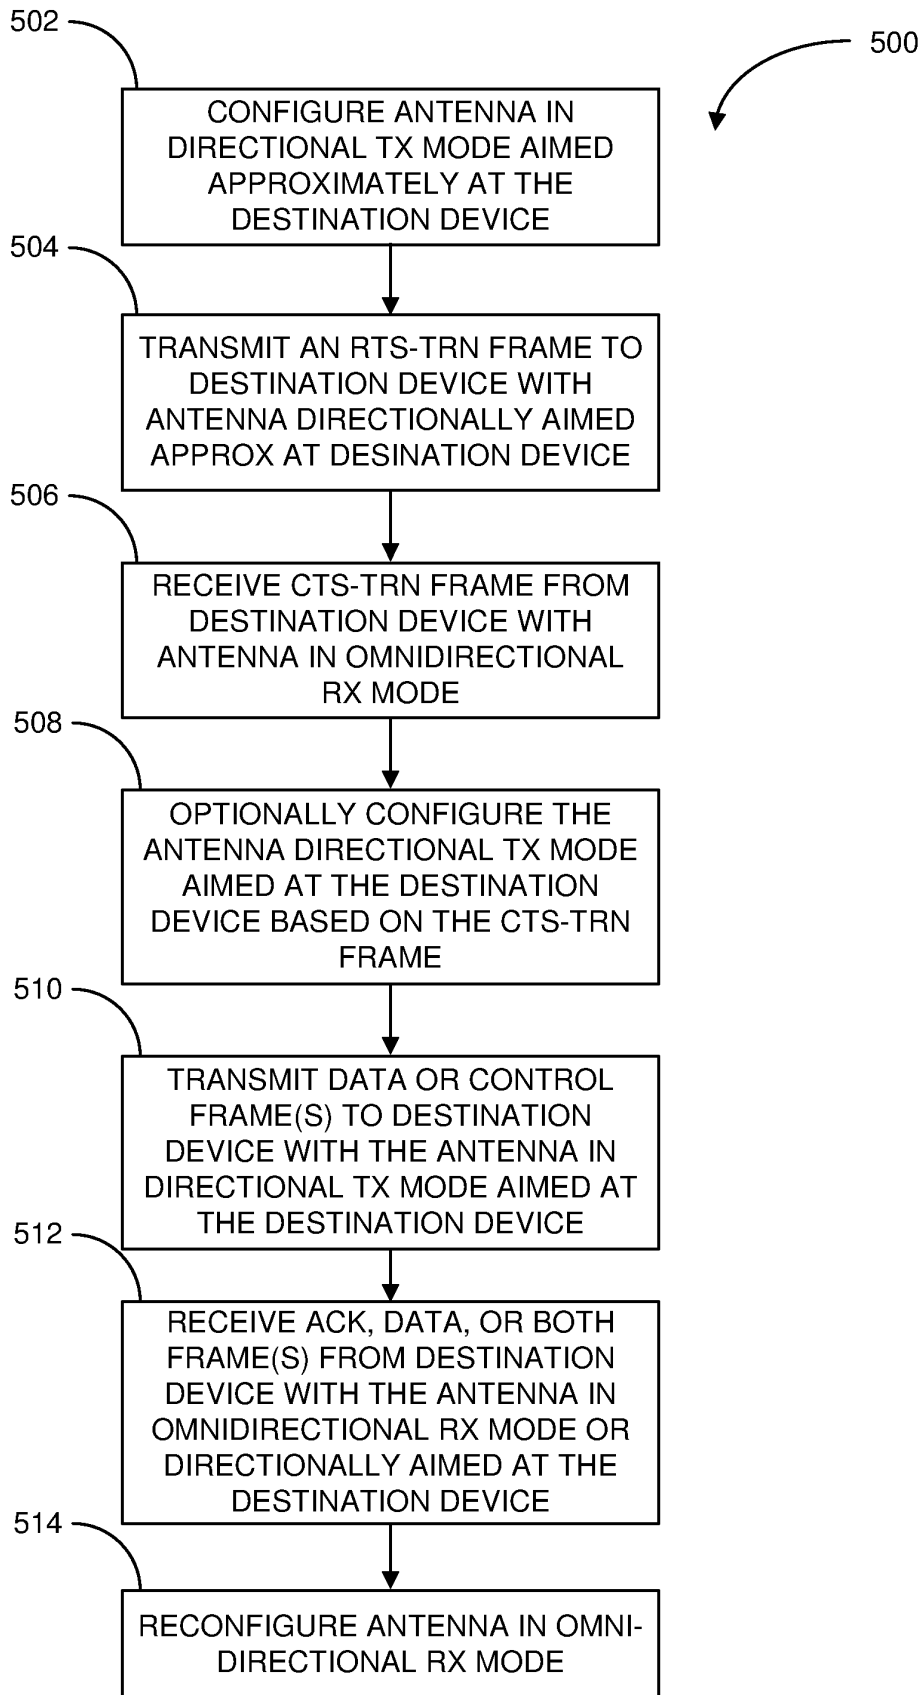 502
500
CONFIGURE ANTENNA IN
DIRECTIONAL TX MODE AIMED
APPROXIMATELY AT THE
DESTINATION DEVICE
504
TRANSMIT AN RTS-TRN FRAME TO
DESTINATION DEVICE WITH
ANTENNA DIRECTIONALLY AIMED
APPROX AT DESINATION DEVICE
506
RECEIVE CTS-TRN FRAME FROM
DESTINATION DEVICE WITH
ANTENNA IN OMNIDIRECTIONAL
RX MODE
508
OPTIONALLY CONFIGURE THE
ANTENNA DIRECTIONAL TX MODE
AIMED AT THE DESTINATION
DEVICE BASED ON THE CTS-TRN
FRAME
510
TRANSMIT DATA OR CONTROL
FRAME(S) TO DESTINATION
DEVICE WITH THE ANTENNA IN
DIRECTIONAL TX MODE AIMED AT
THE DESTINATION DEVICE
512
RECEIVE ACK, DATA, OR BOTH
FRAME(S) FROM DESTINATION
DEVICE WITH THE ANTENNA IN
OMNIDIRECTIONAL RX MODE OR
DIRECTIONALLY AIMED AT THE
DESTINATION DEVICE
514
RECONFIGURE ANTENNA IN OMNI-
DIRECTIONAL RX MODE